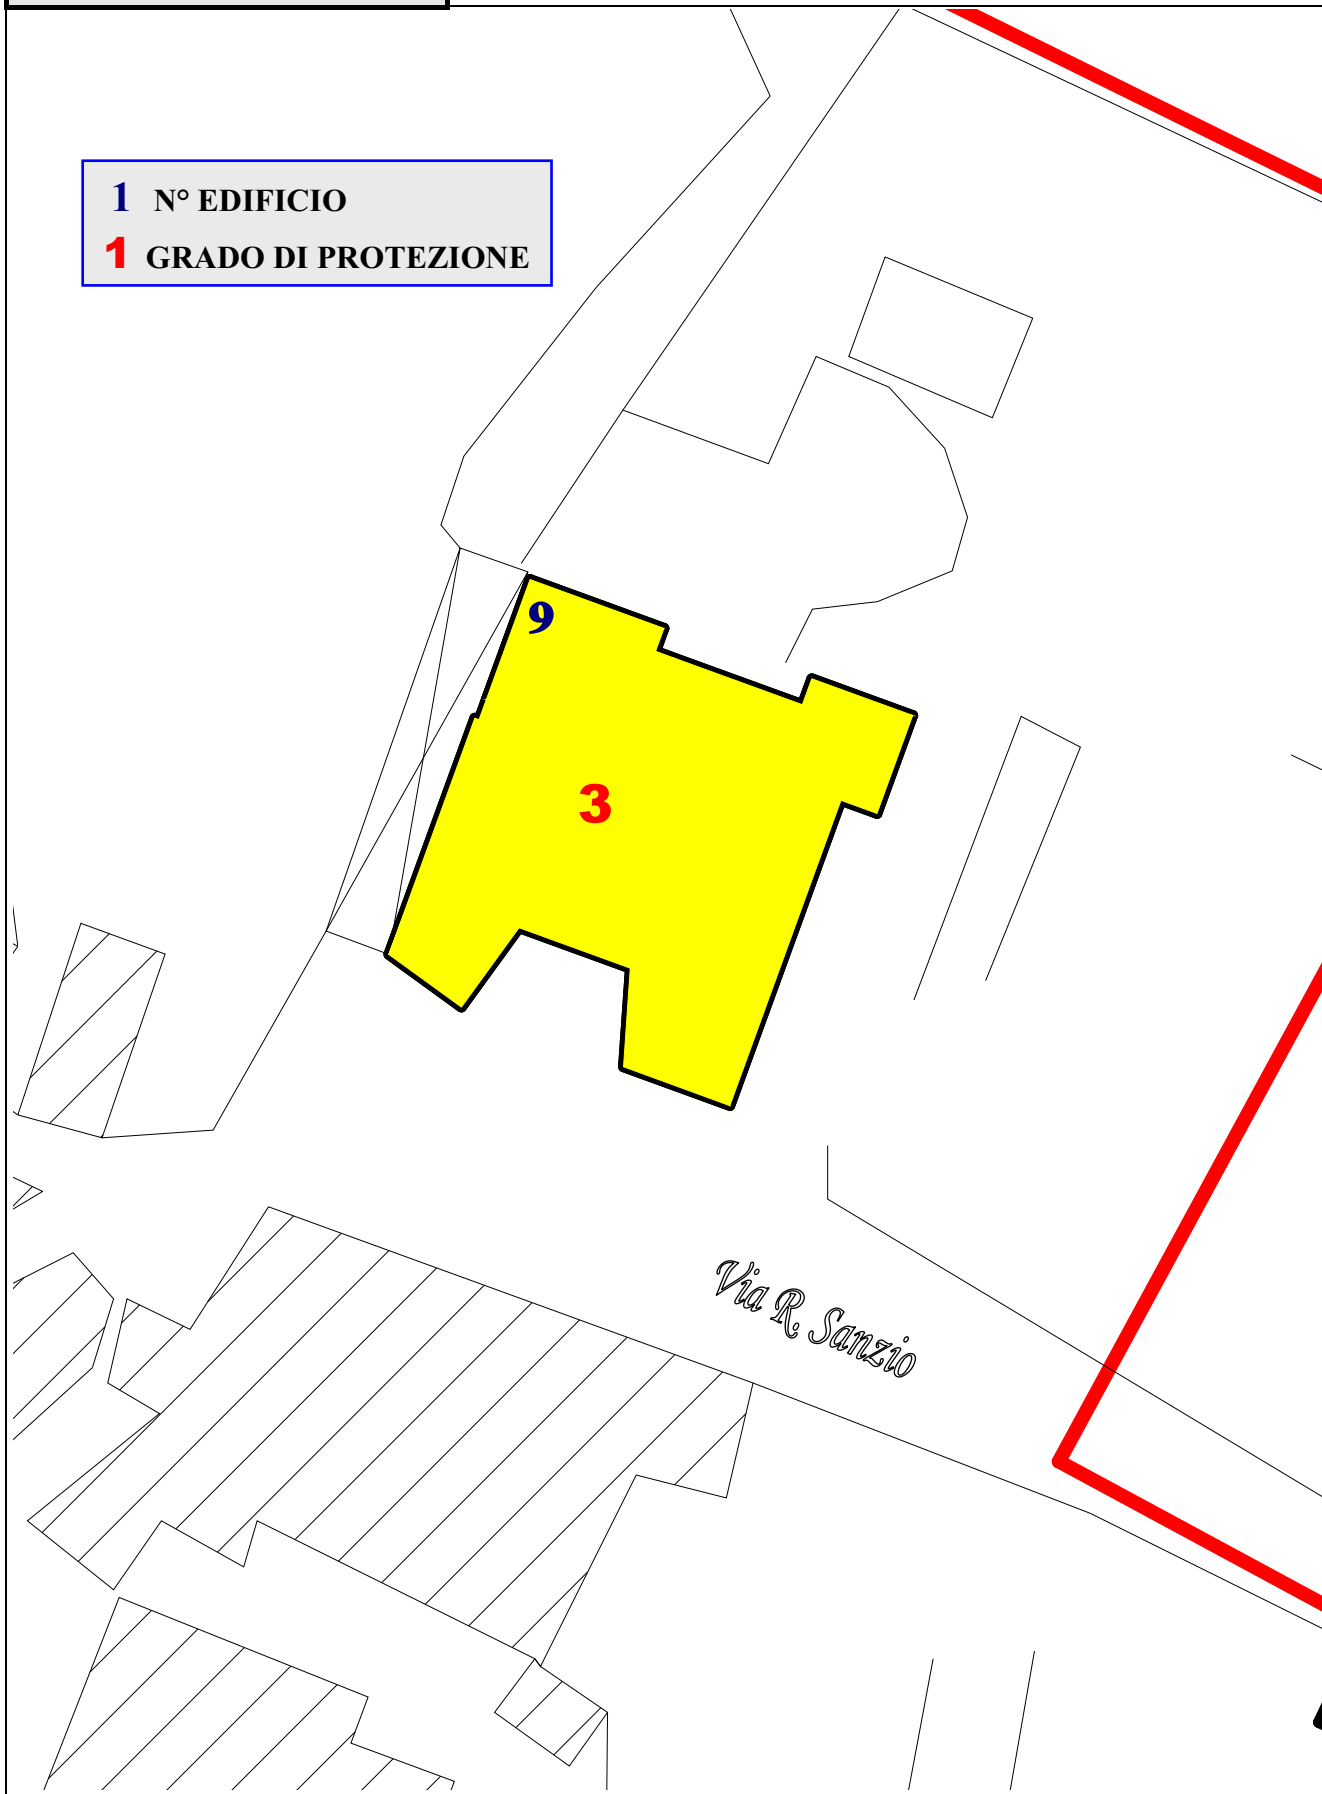 1 N° EDIFICIO
1 GRADO DI PROTEZIONE
9
3
Via R. Sanzio